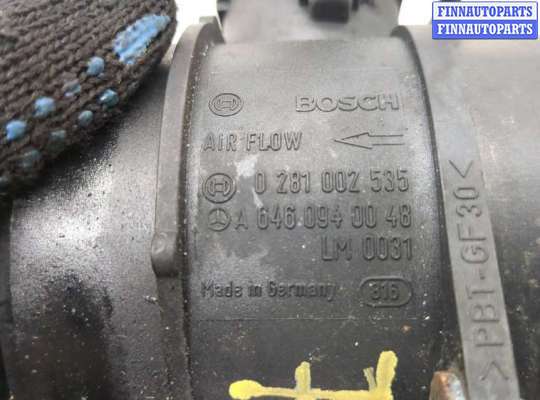 FINNAUTOPARTS
FINNAUTOPARTS
BOSCH
AIR FLOW
0 281 002 535
A 646 094 00 48
LM 0031
Made in Germany 316
>PBT-GF30<